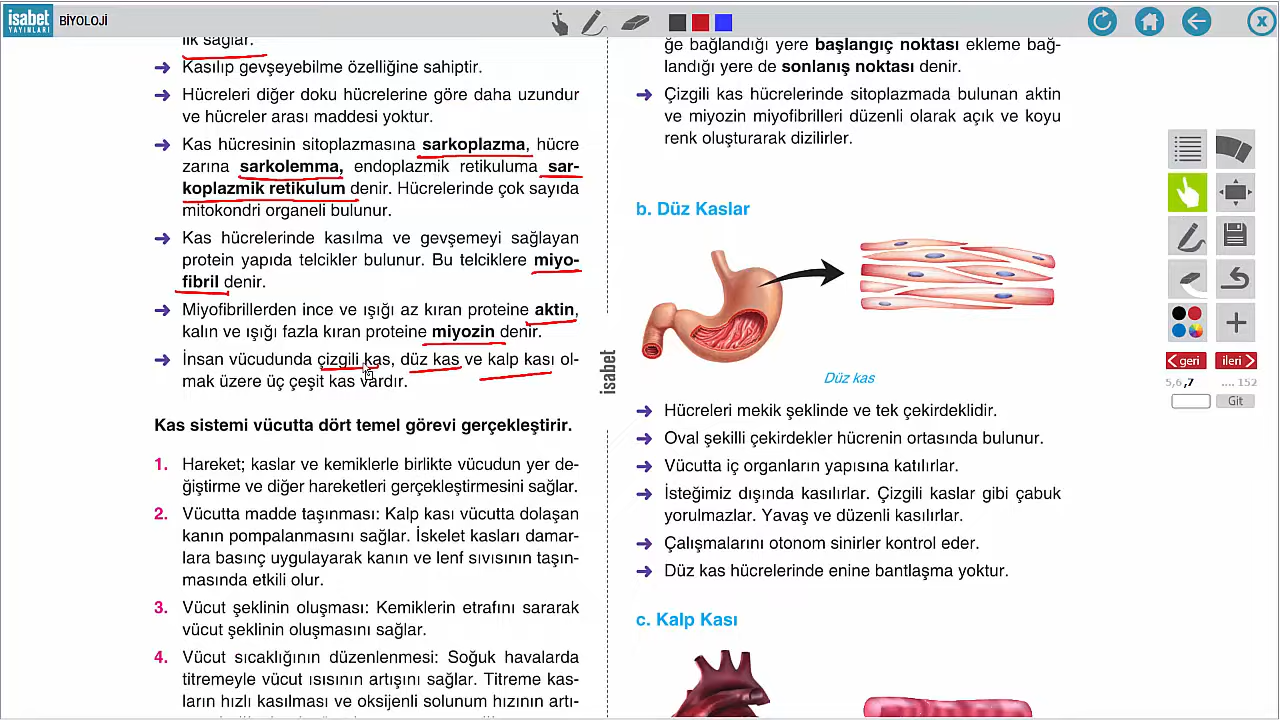 isabet
YAYINLARI
BİYOLOJİ
lik sağlar.
Kasılıp gevşeyebilme özelliğine sahiptir.
Hücreleri diğer doku hücrelerine göre daha uzundur
ve hücreler arası maddesi yoktur.
Kas hücresinin sitoplazmasına sarkoplazma, hücre
zarına sarkolemma, endoplazmik retikuluma sar-
koplazmik retikulum denir. Hücrelerinde çok sayıda
mitokondri organeli bulunur.
Kas hücrelerinde kasılma ve gevşemeyi sağlayan
protein yapıda telcikler bulunur. Bu telciklere miyo-
fibril denir.
Miyofibrillerden ince ve ışığı az kıran proteine aktin,
kalın ve ışığı fazla kıran proteine miyozin denir.
İnsan vücudunda çizgili kas, düz kas ve kalp kası ol-
mak üzere üç çeşit kas vardır.
Kas sistemi vücutta dört temel görevi gerçekleştirir.
1. Hareket; kaslar ve kemiklerle birlikte vücudun yer de-
ğiştirme ve diğer hareketleri gerçekleştirmesini sağlar.
2. Vücutta madde taşınması: Kalp kası vücutta dolaşan
kanın pompalanmasını sağlar. İskelet kasları damar-
lara basınç uygulayarak kanın ve lenf sıvısının taşın-
masında etkili olur.
3. Vücut şeklinin oluşması: Kemiklerin etrafını sararak
vücut şeklinin oluşmasını sağlar.
4. Vücut sıcaklığının düzenlenmesi: Soğuk havalarda
titremeyle vücut ısısının artışını sağlar. Titreme kas-
ların hızlı kasılması ve oksijenli solunum hızının artı-
isabet
ğe bağlandığı yere başlangıç noktası ekleme bağ-
landığı yere de sonlanış noktası denir.
Çizgili kas hücrelerinde sitoplazmada bulunan aktin
ve miyozin miyofibrilleri düzenli olarak açık ve koyu
renk oluşturarak dizilirler.
b. Düz Kaslar
Düz kas
Hücreleri mekik şeklinde ve tek çekirdeklidir.
Oval şekilli çekirdekler hücrenin ortasında bulunur.
Vücutta iç organların yapısına katılırlar.
İsteğimiz dışında kasılırlar. Çizgili kaslar gibi çabuk
yorulmazlar. Yavaş ve düzenli kasılırlar.
Çalışmalarını otonom sinirler kontrol eder.
Düz kas hücrelerinde enine bantlaşma yoktur.
c. Kalp Kası
geri
ileri
5,6,7 .... 152
Git